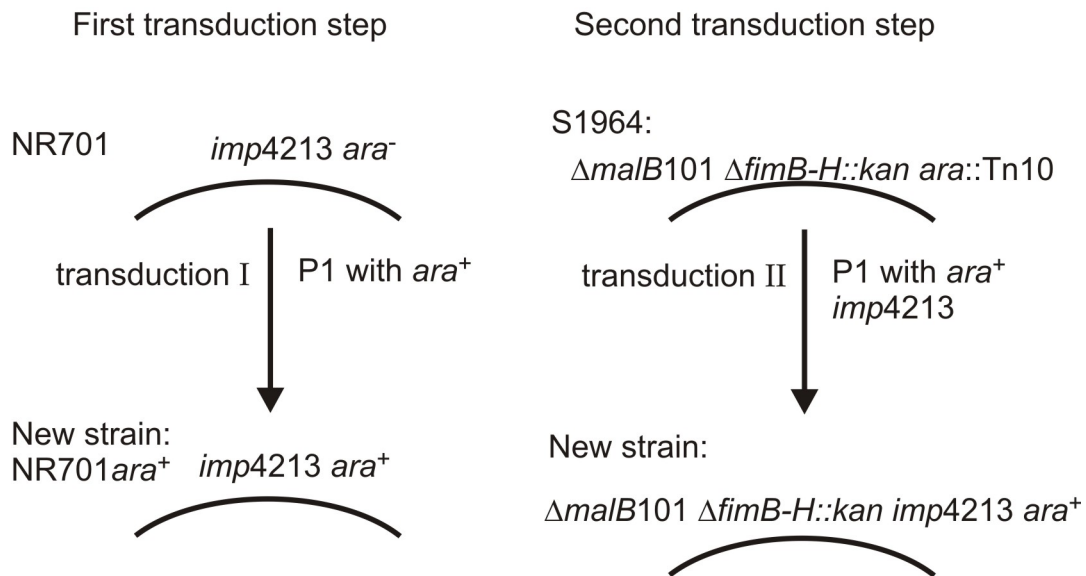 First transduction step
NR701
imp4213 ara-
transduction I
P1 with ara+
New strain:
NR701ara+
imp4213 ara+
Second transduction step
S1964:
ΔmalB101 ΔfimB-H::kan ara::Tn10
transduction II
P1 with ara+
imp4213
New strain:
ΔmalB101 ΔfimB-H::kan imp4213 ara+